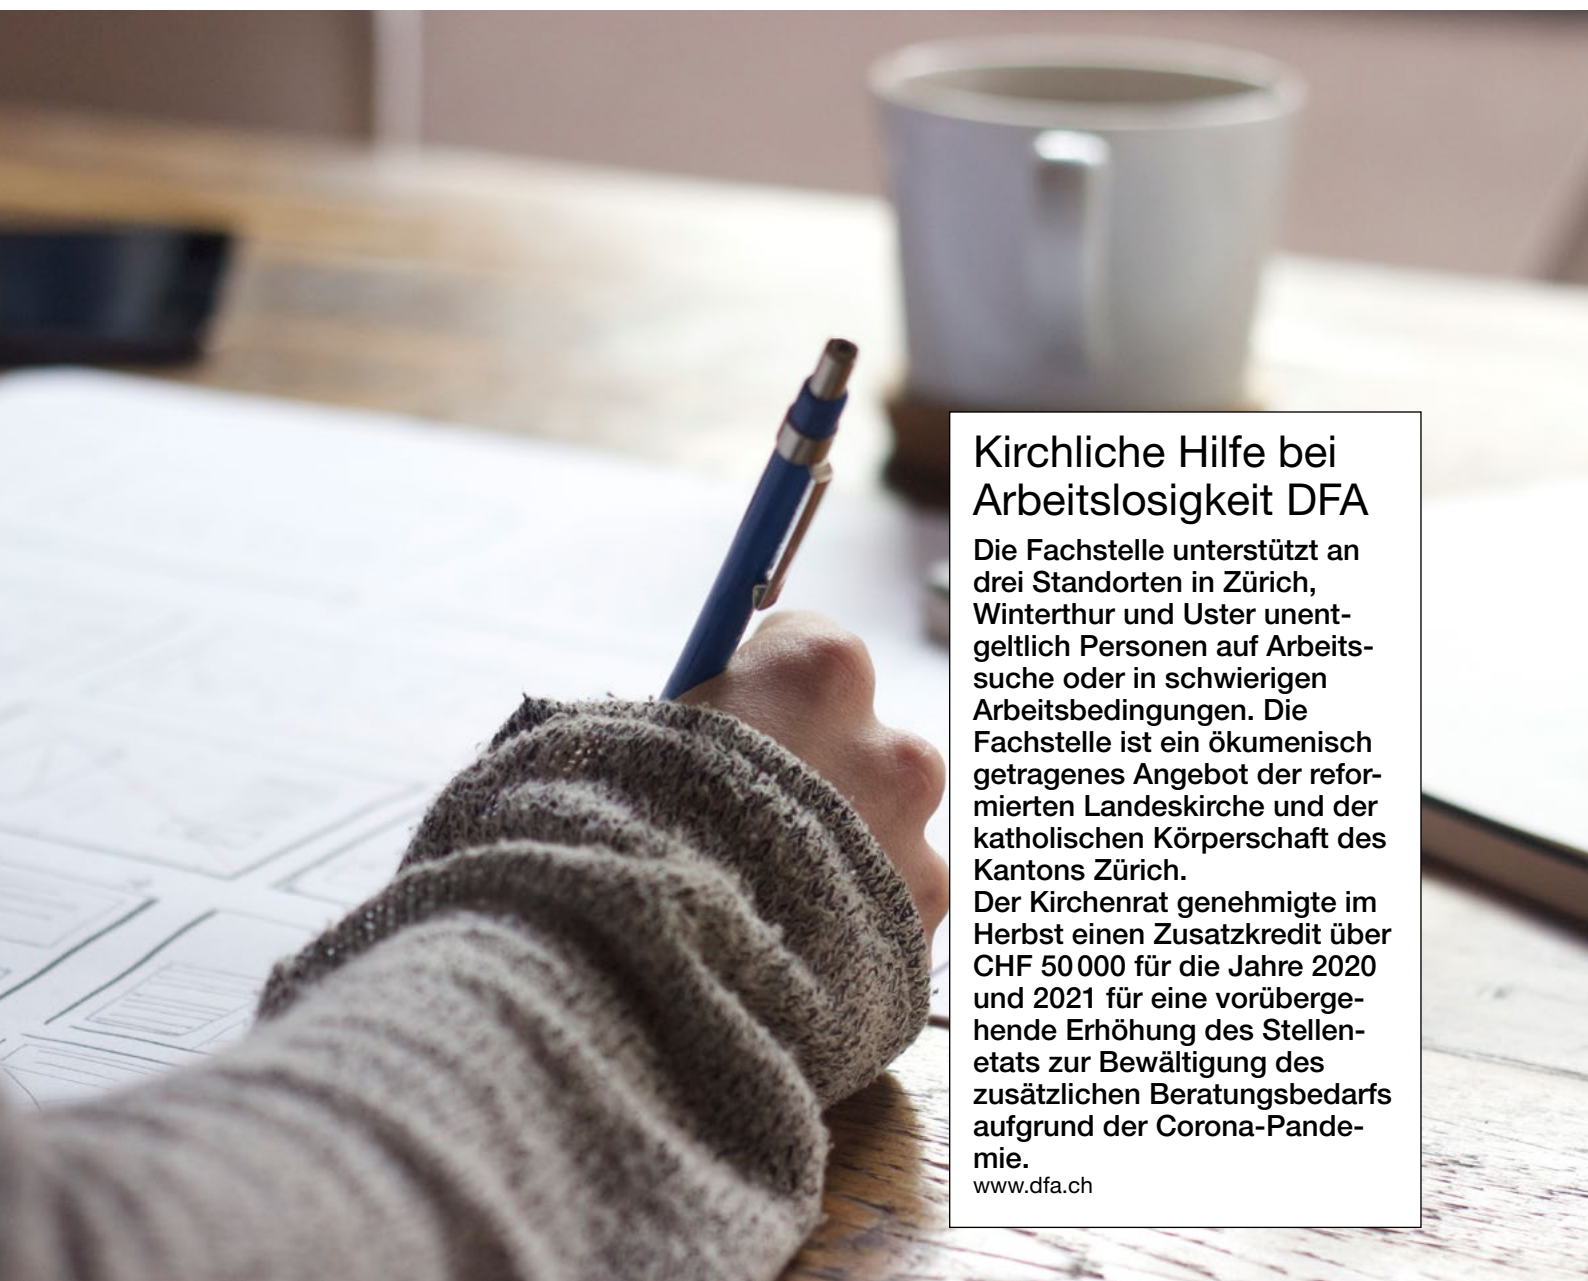 Kirchliche Hilfe bei
Arbeitslosigkeit DFA
Die Fachstelle unterstützt an
drei Standorten in Zürich,
Winterthur und Uster unent-
geltlich Personen auf Arbeits-
suche oder in schwierigen
Arbeitsbedingungen. Die
Fachstelle ist ein ökumenisch
getragenes Angebot der refor-
mierten Landeskirche und der
katholischen Körperschaft des
Kantons Zürich.
Der Kirchenrat genehmigte im
Herbst einen Zusatzkredit über
CHF 50 000 für die Jahre 2020
und 2021 für eine vorüberge-
hende Erhöhung des Stellen-
etats zur Bewältigung des
zusätzlichen Beratungsbedarfs
aufgrund der Corona-Pande-
mie.
www.dfa.ch